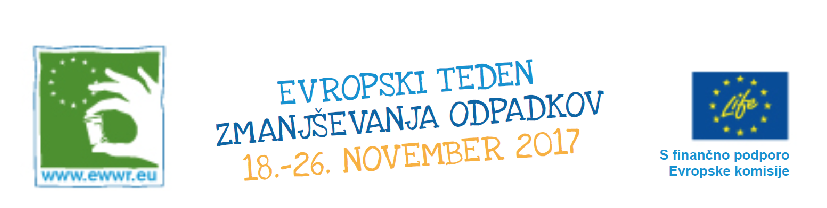 www.ewwr.eu
EVROPSKI TEDEN
ZMANJŠEVANJA ODPADKOV
18.-26. NOVEMBER 2017
Life
S finančno podporo
Evropske komisije